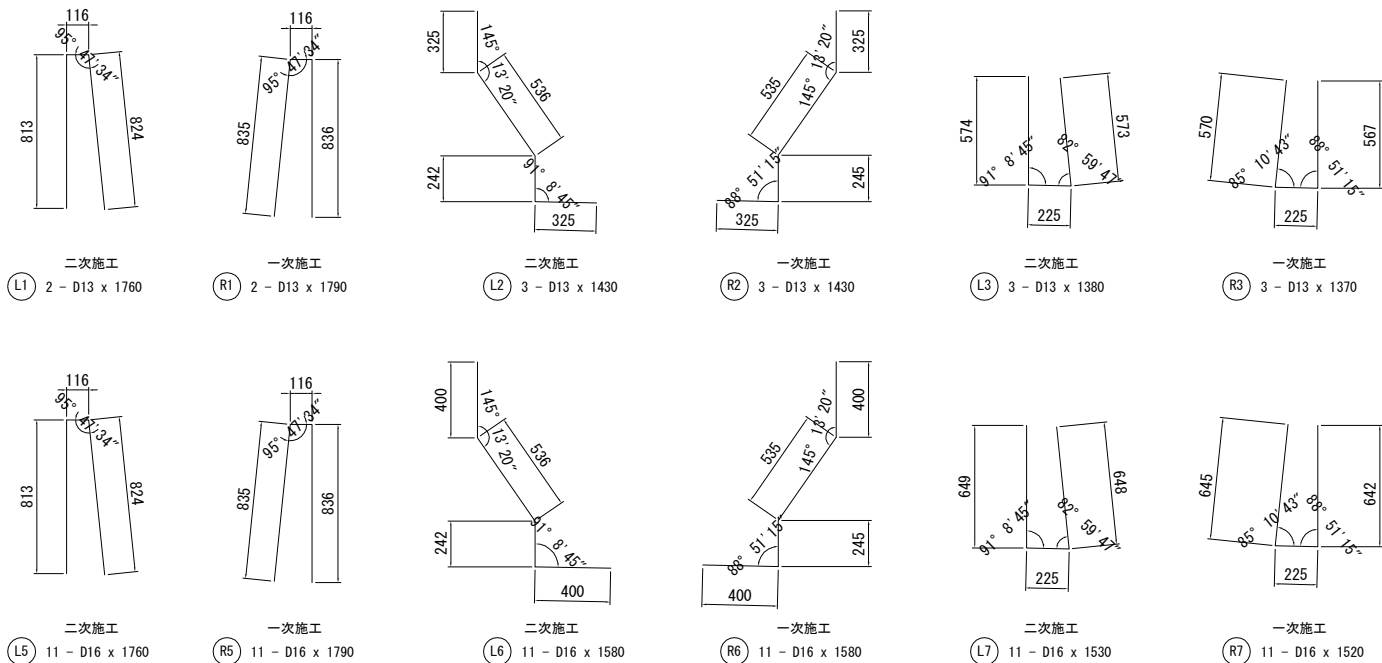 116
95° 47′34″
813
824
二次施工
L1 2 - D13 x 1760
116
95° 47′34″
835
836
一次施工
R1 2 - D13 x 1790
325
145°
13′20″
536
242
91° 8′45″
325
二次施工
L2 3 - D13 x 1430
325
13′20″
145°
535
245
88° 51′15″
325
一次施工
R2 3 - D13 x 1430
574
573
91° 8′45″
82° 59′47″
225
二次施工
L3 3 - D13 x 1380
570
567
85° 10′43″
88° 51′15″
225
一次施工
R3 3 - D13 x 1370
116
95° 47′34″
813
824
二次施工
L5 11 - D16 x 1760
116
95° 47′34″
835
836
一次施工
R5 11 - D16 x 1790
400
145°
13′20″
536
242
91° 8′45″
400
二次施工
L6 11 - D16 x 1580
400
13′20″
145°
535
245
88° 51′15″
400
一次施工
R6 11 - D16 x 1580
649
648
91° 8′45″
82° 59′47″
225
二次施工
L7 11 - D16 x 1530
645
642
85° 10′43″
88° 51′15″
225
一次施工
R7 11 - D16 x 1520